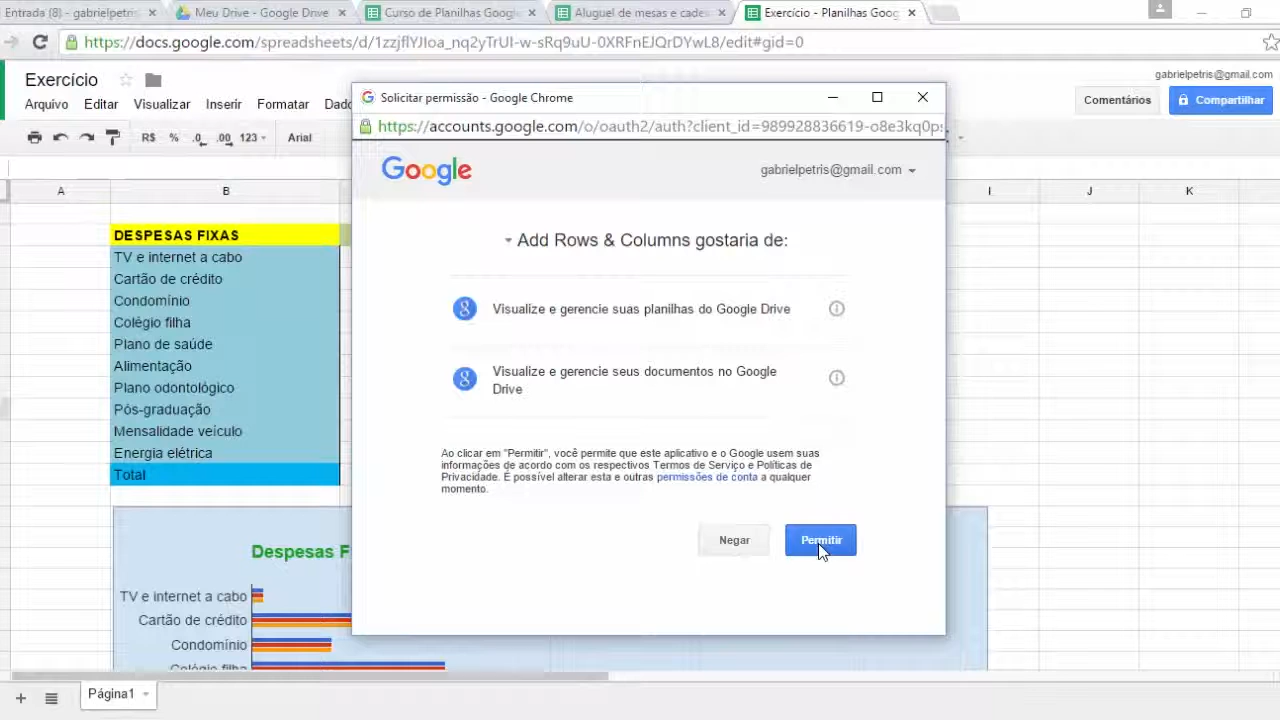 Entrada (8) - gabrielpetris
Meu Drive - Google Drive
Curso de Planilhas Googl
Aluguel de mesas e cade
Exercício - Planilhas Goog
https://docs.google.com/spreadsheets/d/1zzjflYJIoa_nq2yTrUI-w-sRq9uU-0XRFnEJQrDYwL8/edit#gid=0
Exercício
gabrielpetris@gmail.com
Arquivo Editar Visualizar Inserir Formatar Dado
Comentários
Compartilhar
R$ % .0 .00 123 Arial
A B I J K
DESPESAS FIXAS
TV e internet a cabo
Cartão de crédito
Condomínio
Colégio filha
Plano de saúde
Alimentação
Plano odontológico
Pós-graduação
Mensalidade veículo
Energia elétrica
Total
Despesas F
TV e internet a cabo
Cartão de crédito
Condomínio
Colégio filha
Página1
Solicitar permissão - Google Chrome
https://accounts.google.com/o/oauth2/auth?client_id=989928836619-o8e3kq0ps
Google
gabrielpetris@gmail.com
Add Rows & Columns gostaria de:
Visualize e gerencie suas planilhas do Google Drive
Visualize e gerencie seus documentos no Google
Drive
Ao clicar em "Permitir", você permite que este aplicativo e o Google usem suas
informações de acordo com os respectivos Termos de Serviço e Políticas de
Privacidade. É possível alterar esta e outras permissões de conta a qualquer
momento.
Negar
Permitir